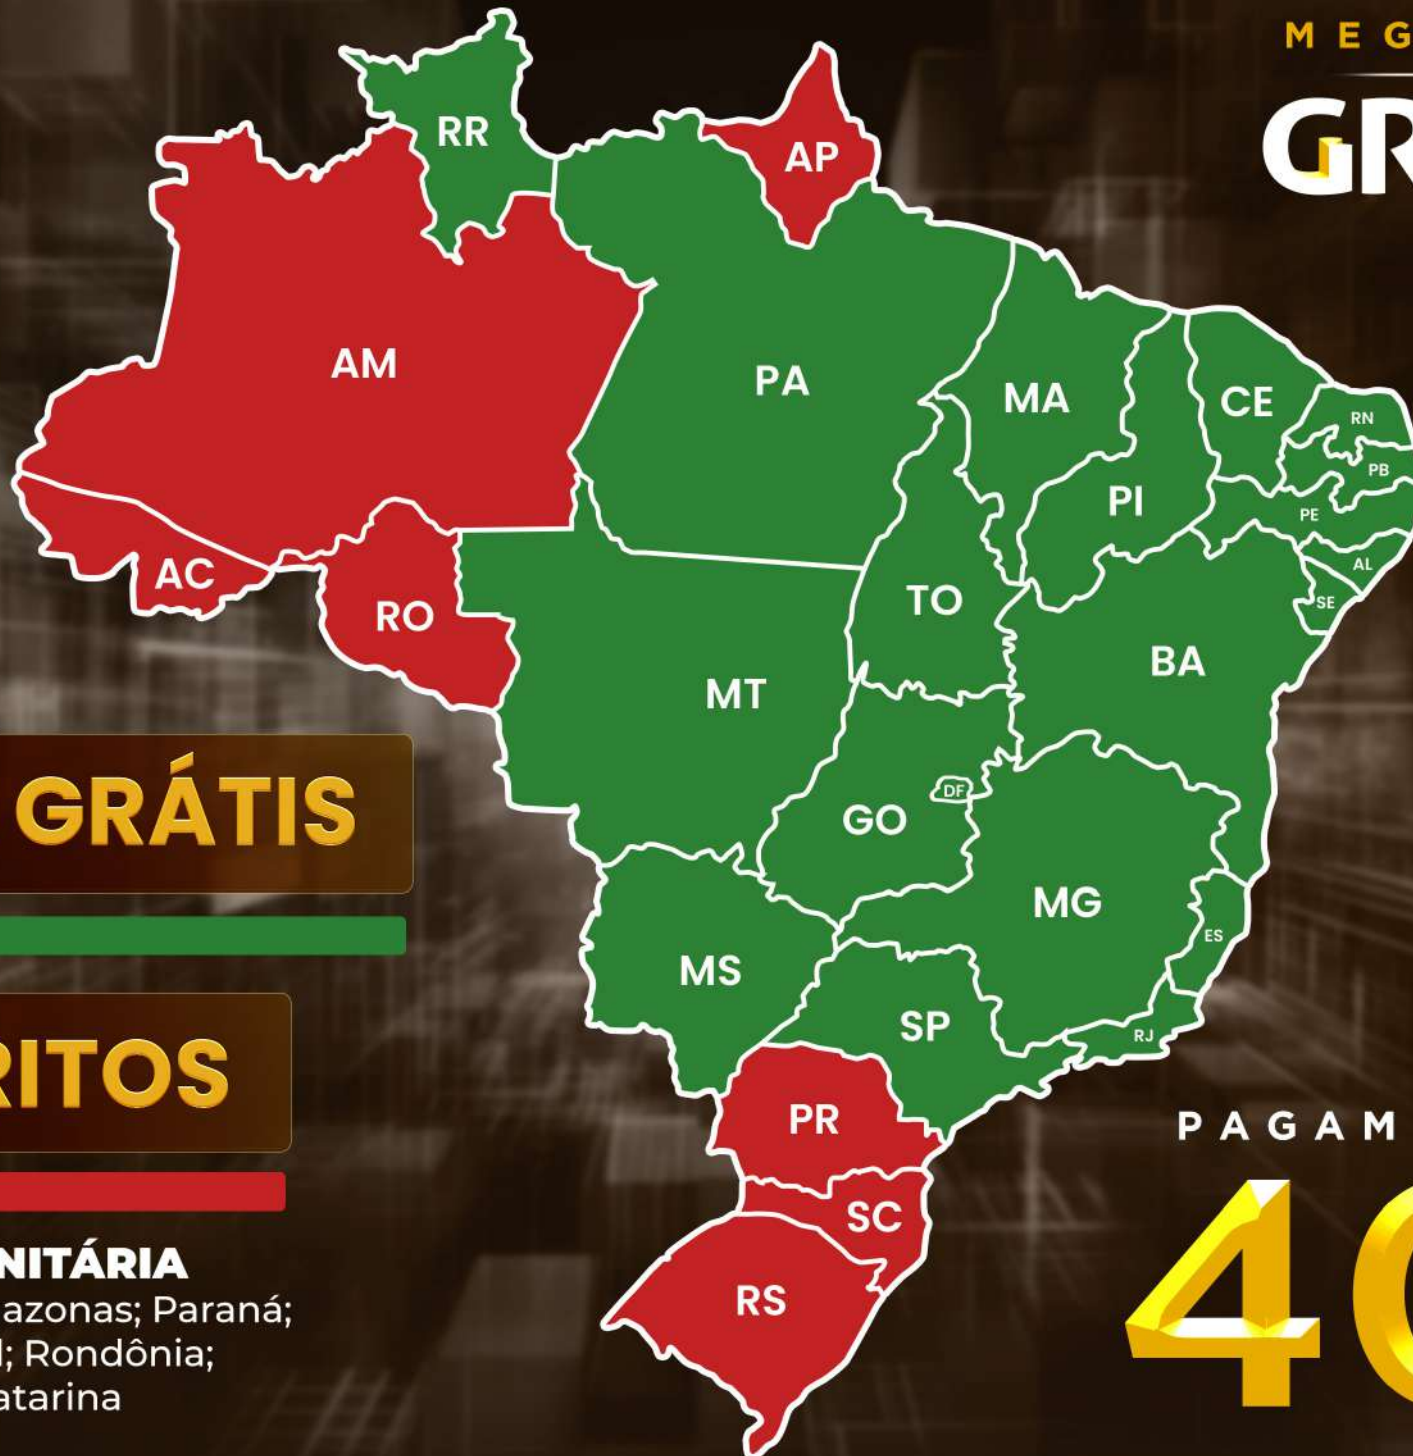 MEG
GR
RR
AP
AM
PA
MA
CE
RN
PB
PI
PE
AC
AL
RO
TO
SE
BA
MT
GRÁTIS
DF
GO
MG
ES
MS
SP
RJ
RITOS
PR
PAGAM
SC
NITÁRIA
azonas; Paraná;
l; Rondônia;
atarina
RS
40